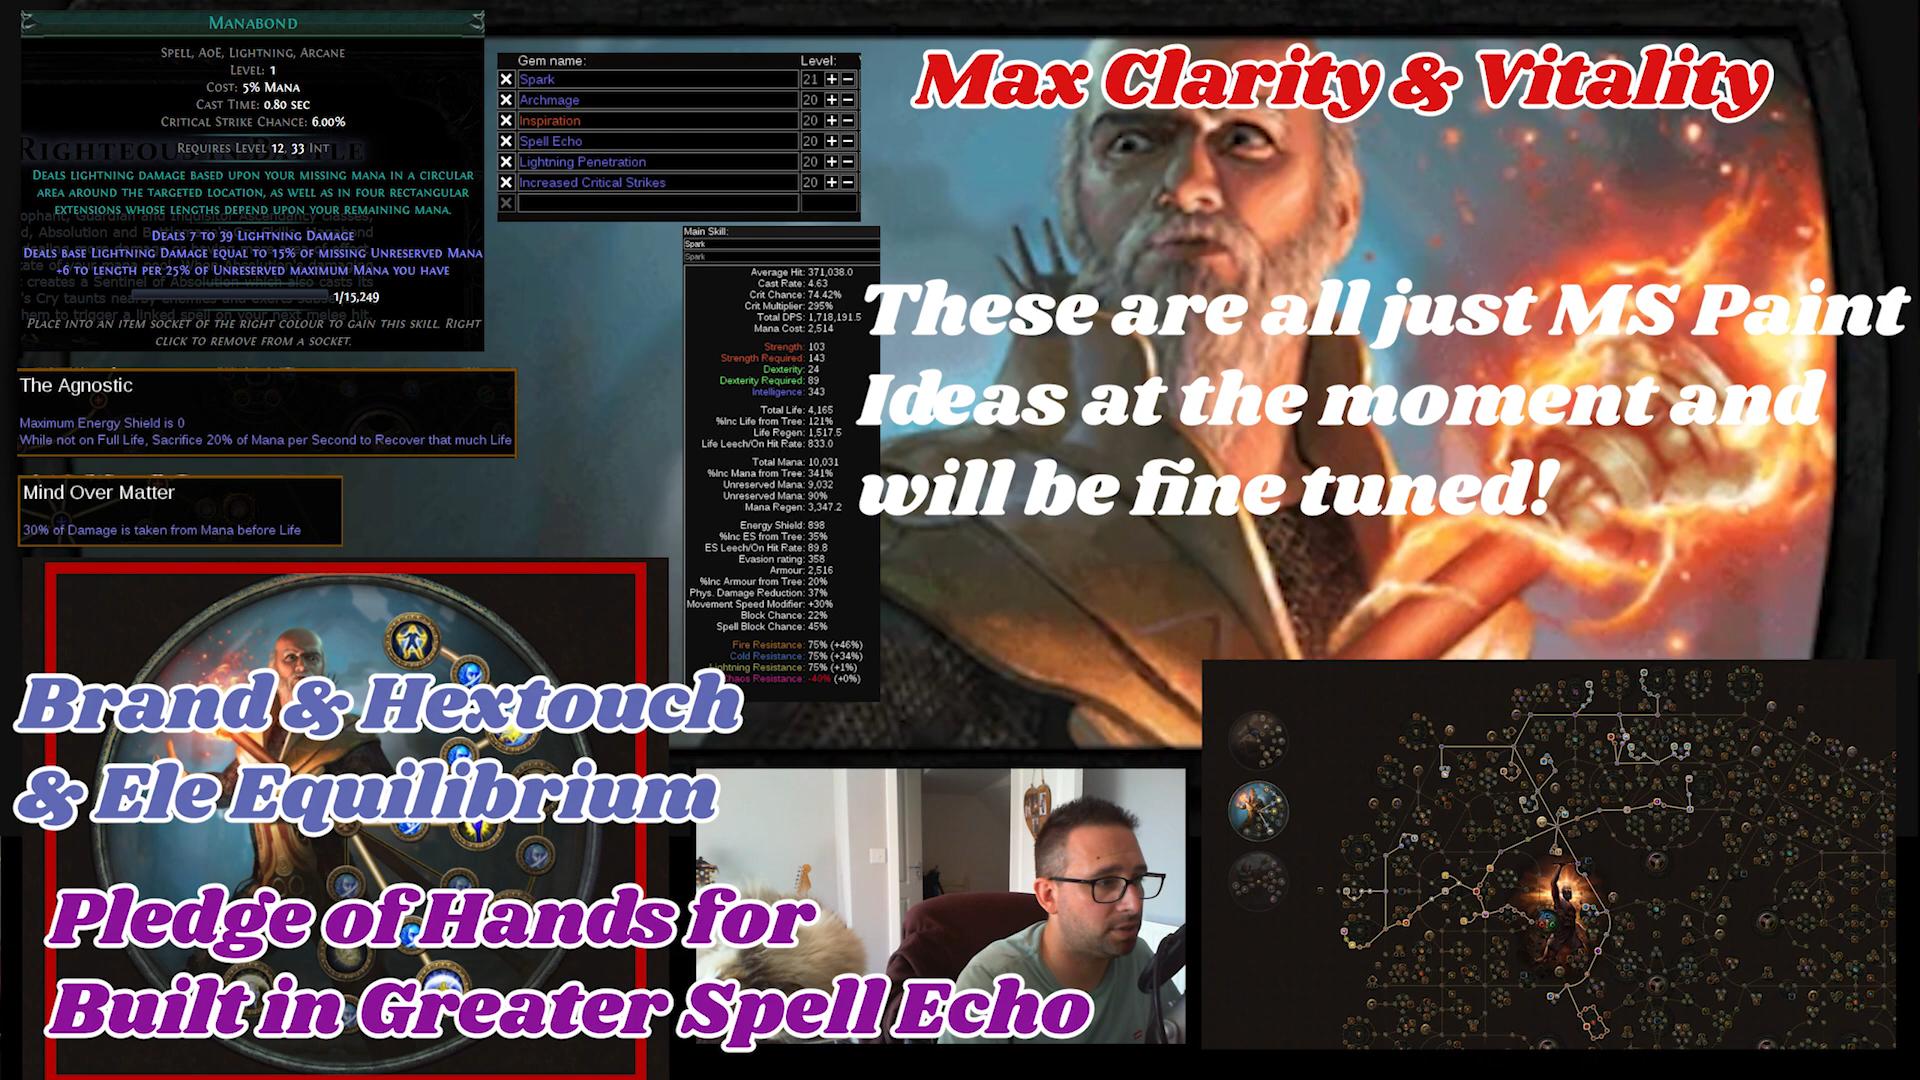 MANABOND
SPELL, AOE, LIGHTNING, ARCANE
LEVEL: 1
COST: 5% MANA
CAST TIME: 0.80 SEC
CRITICAL STRIKE CHANCE: 6.00%
REQUIRES LEVEL 12, 33 INT
DEALS LIGHTNING DAMAGE BASED UPON YOUR MISSING MANA IN A CIRCULAR
AREA AROUND THE TARGETED LOCATION, AS WELL AS IN FOUR RECTANGULAR
EXTENSIONS WHOSE LENGTHS DEPEND UPON YOUR REMAINING MANA.
DEALS 7 TO 39 LIGHTNING DAMAGE
DEALS BASE LIGHTNING DAMAGE EQUAL TO 15% OF MISSING UNRESERVED MANA
+6 TO LENGTH PER 25% OF UNRESERVED MAXIMUM MANA YOU HAVE
1/15,249
PLACE INTO AN ITEM SOCKET OF THE RIGHT COLOUR TO GAIN THIS SKILL. RIGHT
CLICK TO REMOVE FROM A SOCKET.
The Agnostic
Maximum Energy Shield is 0
While not on Full Life, Sacrifice 20% of Mana per Second to Recover that much Life
Mind Over Matter
30% of Damage is taken from Mana before Life
Gem name: Level:
Spark 21
Archmage 20
Inspiration 20
Spell Echo 20
Lightning Penetration 20
Increased Critical Strikes 20
Main Skill:
Spark
Spark
Average Hit: 371,038.0
Cast Rate: 4.63
Crit Chance: 74.42%
Crit Multiplier: 295%
Total DPS: 1,718,191.5
Mana Cost: 2,514
Strength: 103
Strength Required: 143
Dexterity: 24
Dexterity Required: 89
Intelligence: 343
Total Life: 4,165
%Inc Life from Tree: 121%
Life Regen: 1,517.5
Life Leech/On Hit Rate: 833.0
Total Mana: 10,031
%Inc Mana from Tree: 341%
Unreserved Mana: 9,032
Unreserved Mana: 90%
Mana Regen: 3,347.2
Energy Shield: 898
%Inc ES from Tree: 35%
ES Leech/On Hit Rate: 89.8
Evasion rating: 358
Armour: 2,516
%Inc Armour from Tree: 20%
Phys. Damage Reduction: 37%
Movement Speed Modifier: +30%
Block Chance: 22%
Spell Block Chance: 45%
Fire Resistance: 75% (+46%)
Cold Resistance: 75% (+34%)
Lightning Resistance: 75% (+1%)
Chaos Resistance: -40% (+0%)
Max Clarity & Vitality
These are all just MS Paint
Ideas at the moment and
will be fine tuned!
Brand & Hextouch
& Ele Equilibrium
Pledge of Hands for
Built in Greater Spell Echo